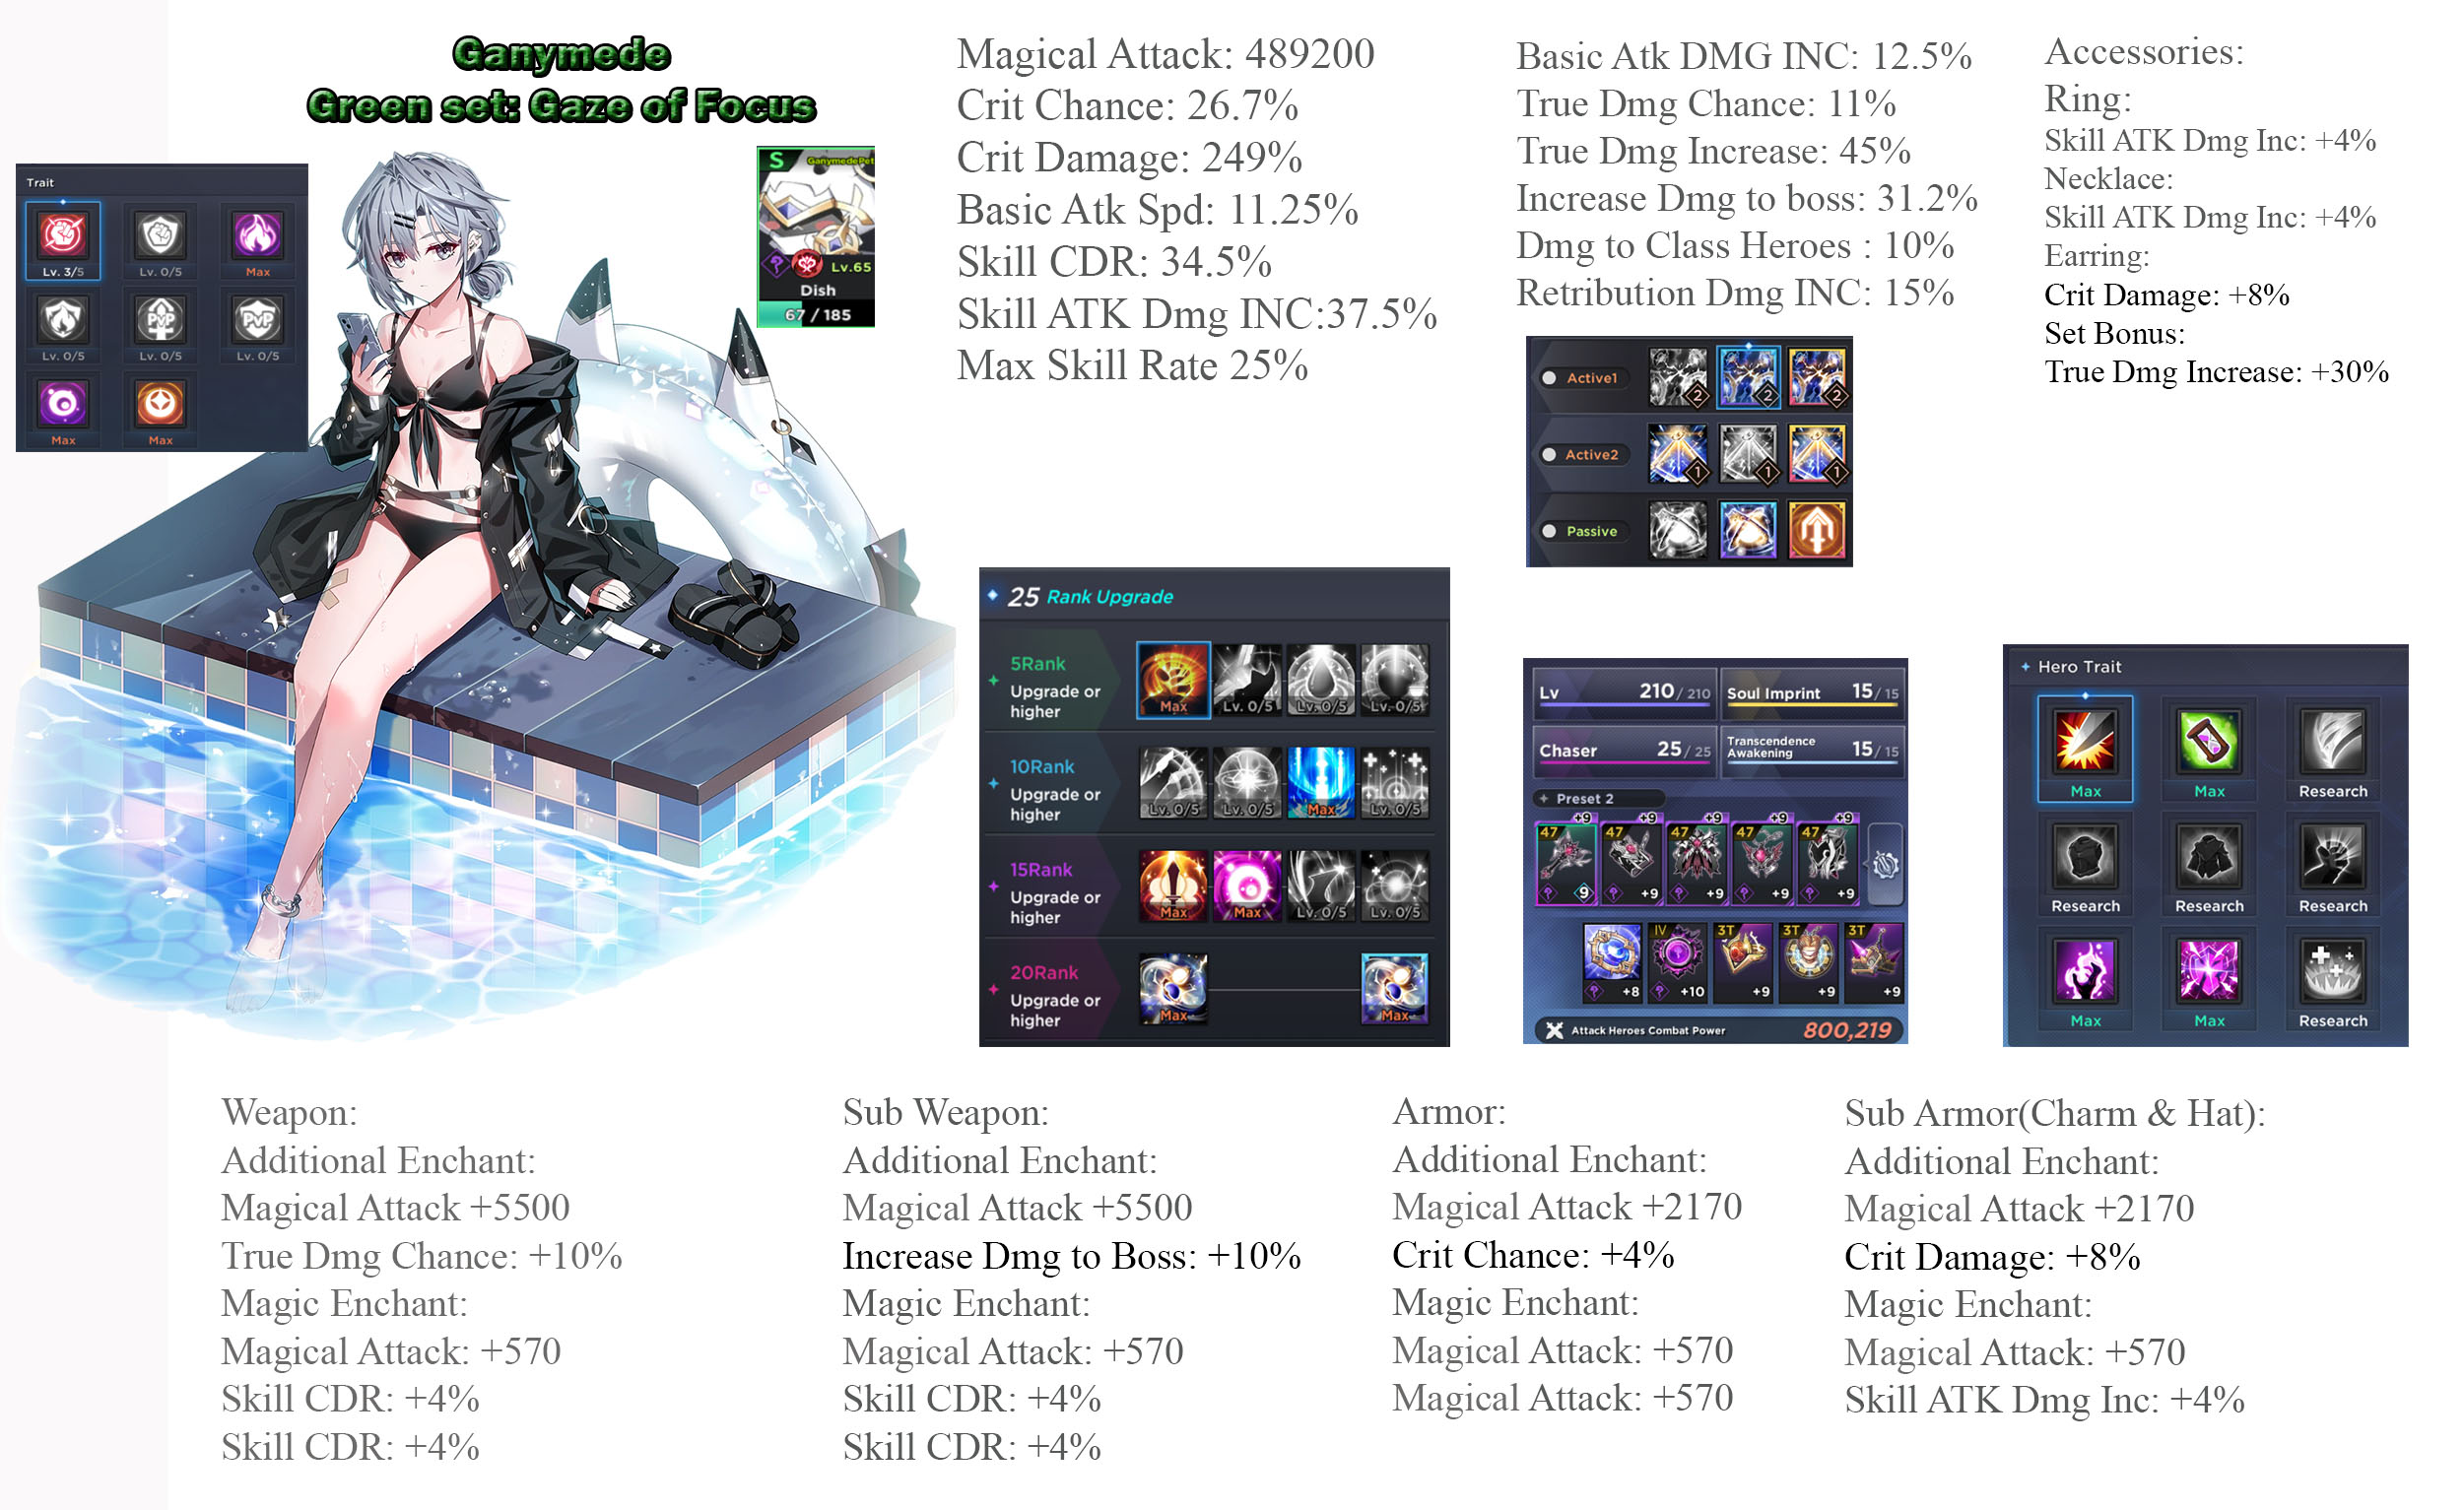 Ganymede
Green set: Gaze of Focus
Trait
Lv. 3/5
Lv. 0/5
Max
Lv. 0/5
Lv. 0/5
Lv. 0/5
Max
Max
S
GanymedePet
Lv.65
Dish
67 / 185
Magical Attack: 489200
Crit Chance: 26.7%
Crit Damage: 249%
Basic Atk Spd: 11.25%
Skill CDR: 34.5%
Skill ATK Dmg INC:37.5%
Max Skill Rate 25%
Basic Atk DMG INC: 12.5%
True Dmg Chance: 11%
True Dmg Increase: 45%
Increase Dmg to boss: 31.2%
Dmg to Class Heroes : 10%
Retribution Dmg INC: 15%
Accessories:
Ring:
Skill ATK Dmg Inc: +4%
Necklace:
Skill ATK Dmg Inc: +4%
Earring:
Crit Damage: +8%
Set Bonus:
True Dmg Increase: +30%
Active1
2
2
2
Active2
1
1
1
Passive
25 Rank Upgrade
5Rank
Upgrade or
higher
Max
Lv. 0/5
Lv. 0/5
Lv. 0/5
10Rank
Upgrade or
higher
Lv. 0/5
Lv. 0/5
Max
Lv. 0/5
15Rank
Upgrade or
higher
Max
Max
Lv. 0/5
Lv. 0/5
20Rank
Upgrade or
higher
Max
Max
Lv 210/ 210
Soul Imprint 15/ 15
Chaser 25/ 25
Transcendence
Awakening 15/ 15
Preset 2
+9 +9 +9 +9 +9
47 47 47 47 47
9 +9 +9 +9 +9
IV 3T 3T 3T
+8 +10 +9 +9 +9
Attack Heroes Combat Power 800,219
Hero Trait
Max
Max
Research
Research
Research
Research
Max
Max
Research
Weapon:
Additional Enchant:
Magical Attack +5500
True Dmg Chance: +10%
Magic Enchant:
Magical Attack: +570
Skill CDR: +4%
Skill CDR: +4%
Sub Weapon:
Additional Enchant:
Magical Attack +5500
Increase Dmg to Boss: +10%
Magic Enchant:
Magical Attack: +570
Skill CDR: +4%
Skill CDR: +4%
Armor:
Additional Enchant:
Magical Attack +2170
Crit Chance: +4%
Magic Enchant:
Magical Attack: +570
Magical Attack: +570
Sub Armor(Charm & Hat):
Additional Enchant:
Magical Attack +2170
Crit Damage: +8%
Magic Enchant:
Magical Attack: +570
Skill ATK Dmg Inc: +4%